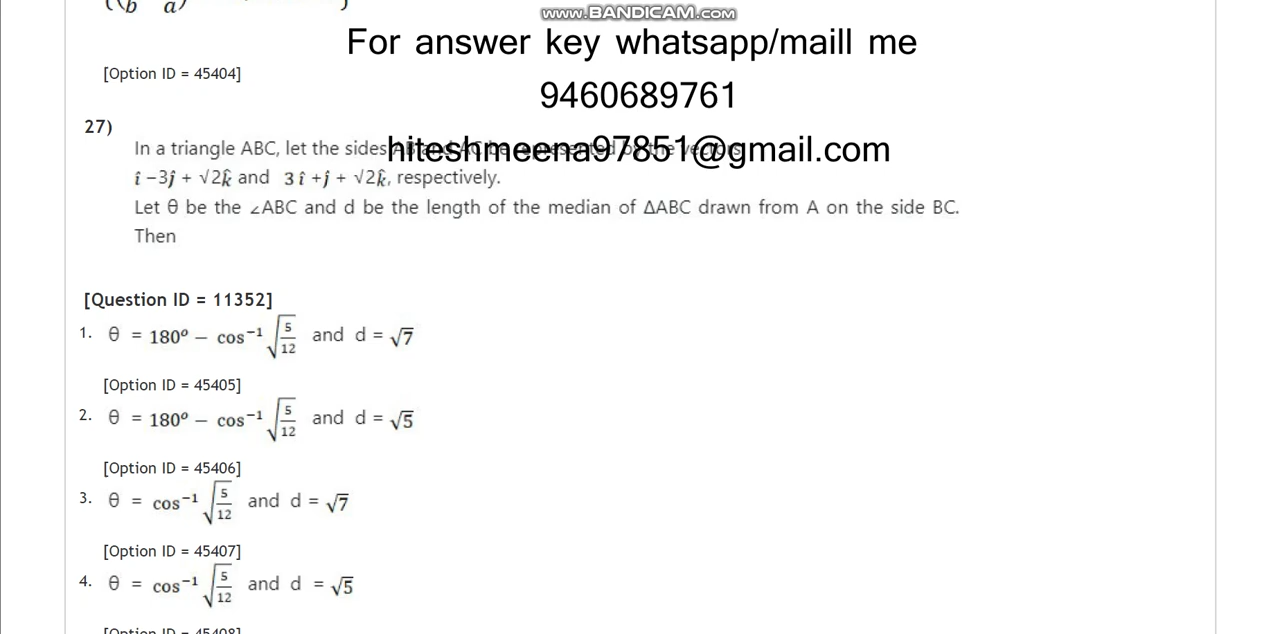 (b a)
www.BANDICAM.com
For answer key whatsapp/maill me
[Option ID = 45404]
9460689761
27)
In a triangle ABC, let the sides
hiteshmeena97851@gmail.com
î −3ĵ + √2k̂ and 3î +ĵ + √2k̂, respectively.
Let θ be the ∠ABC and d be the length of the median of ΔABC drawn from A on the side BC.
Then
[Question ID = 11352]
1. θ = 180° − cos⁻¹ √(5/12) and d = √7
[Option ID = 45405]
2. θ = 180° − cos⁻¹ √(5/12) and d = √5
[Option ID = 45406]
3. θ = cos⁻¹ √(5/12) and d = √7
[Option ID = 45407]
4. θ = cos⁻¹ √(5/12) and d = √5
[Option ID = 45408]